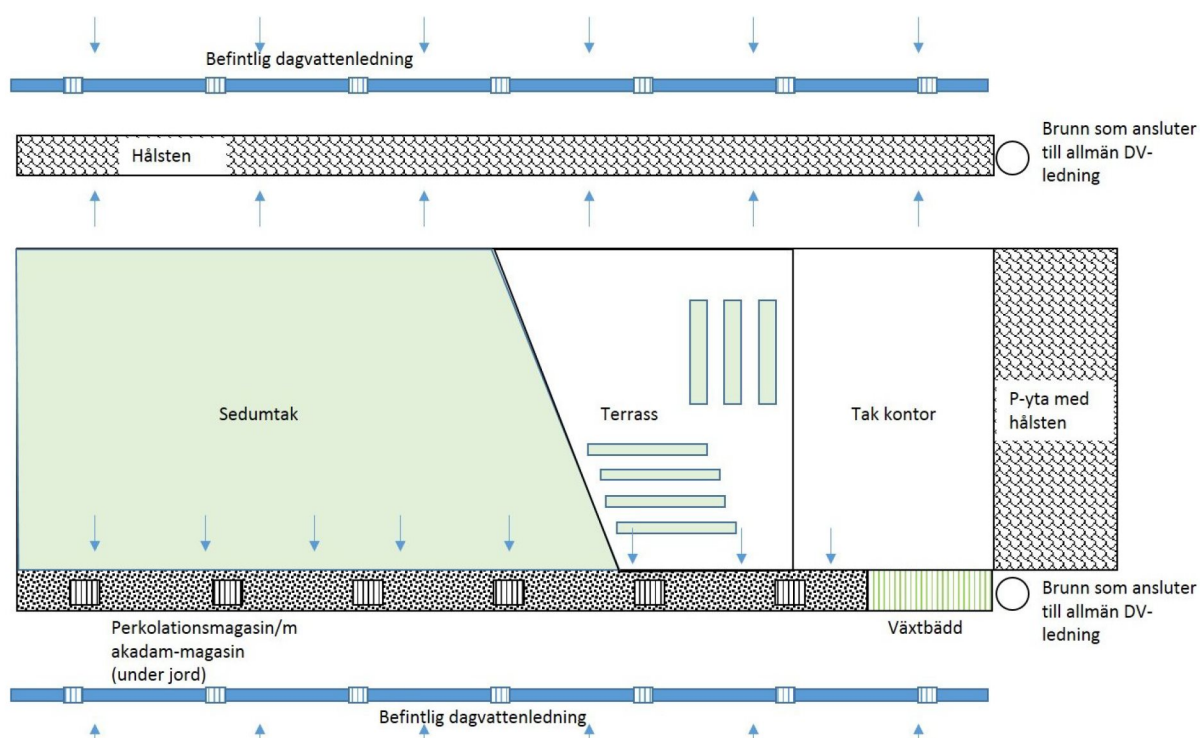 Befintlig dagvattenledning
Hålsten
Brunn som ansluter
till allmän DV-
ledning
Sedumtak
Terrass
Tak kontor
P-yta med
hålsten
Perkolationsmagasin/m
akadam-magasin
(under jord)
Växtbädd
Brunn som ansluter
till allmän DV-
ledning
Befintlig dagvattenledning